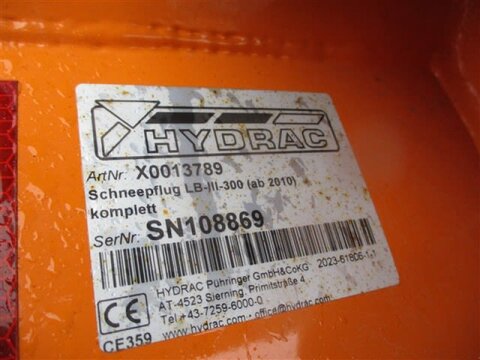 HYDRAC
ArtNr: X0013789
Schneepflug LB-III-300 (ab 2010)
komplett
SerNr: SN108869
HYDRAC Pühringer GmbH&CoKG 2023-61806-1-1
AT-4523 Sierning, Primitstraße 4
Tel +43-7259-6000-0
www.hydrac.com - office@hydrac.com
CE
CE359